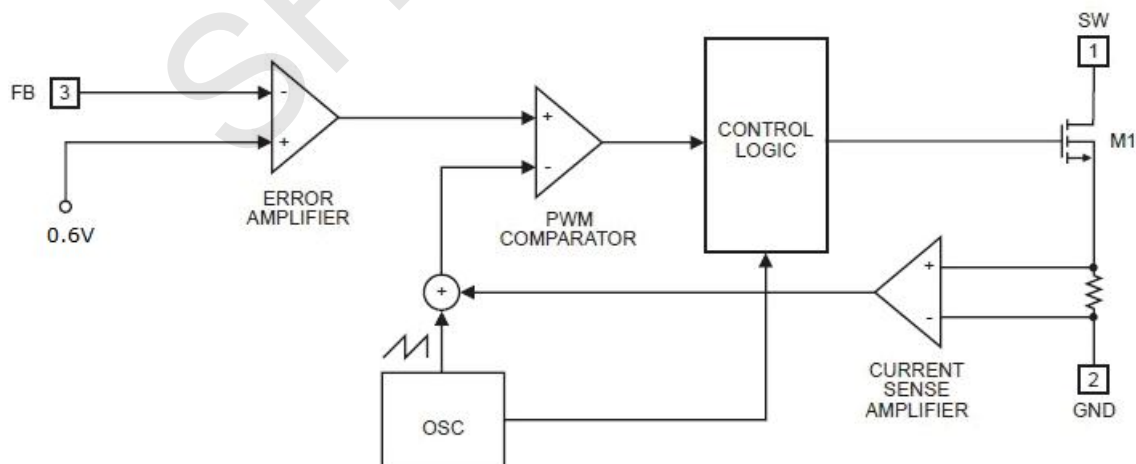 SW
1
FB 3
-
+
0.6V
ERROR
AMPLIFIER
+
-
PWM
COMPARATOR
CONTROL
LOGIC
M1
+
OSC
+
-
CURRENT
SENSE
AMPLIFIER
2
GND